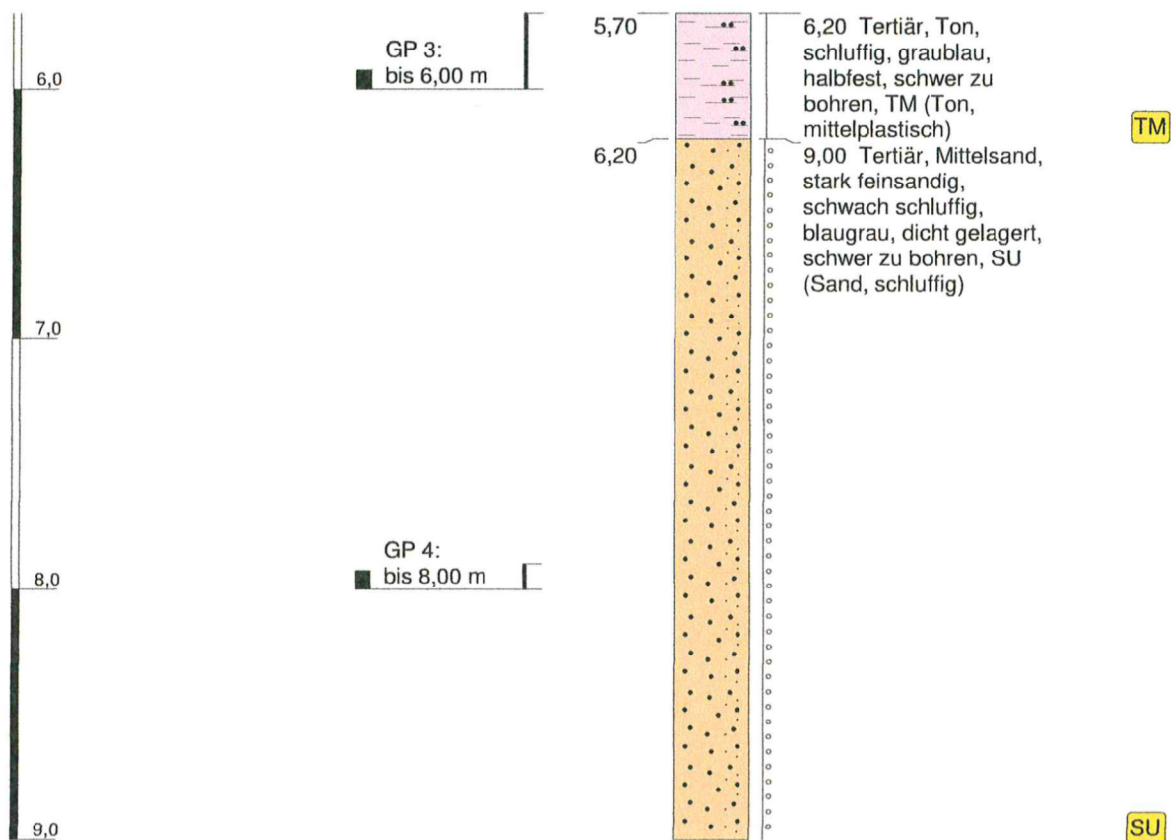 5,70
6,20 Tertiär, Ton,
schluffig, graublau,
halbfest, schwer zu
bohren, TM (Ton,
mittelplastisch)
GP 3:
bis 6,00 m
6,0
TM
6,20
9,00 Tertiär, Mittelsand,
stark feinsandig,
schwach schluffig,
blaugrau, dicht gelagert,
schwer zu bohren, SU
(Sand, schluffig)
7,0
GP 4:
bis 8,00 m
8,0
9,0
SU